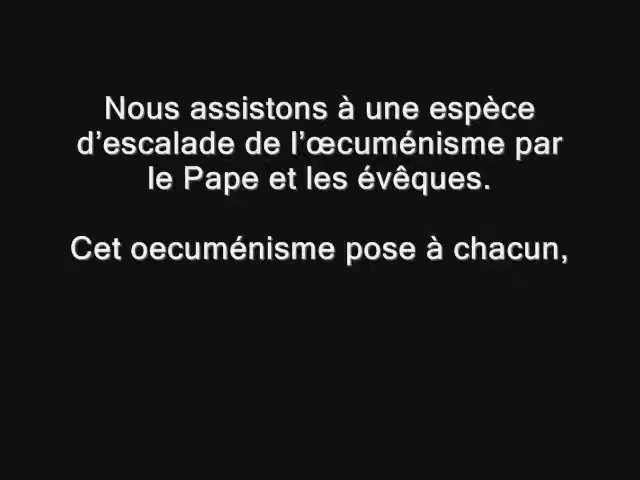 Nous assistons à une espèce
d’escalade de l’œcuménisme par
le Pape et les évêques.
Cet oecuménisme pose à chacun,